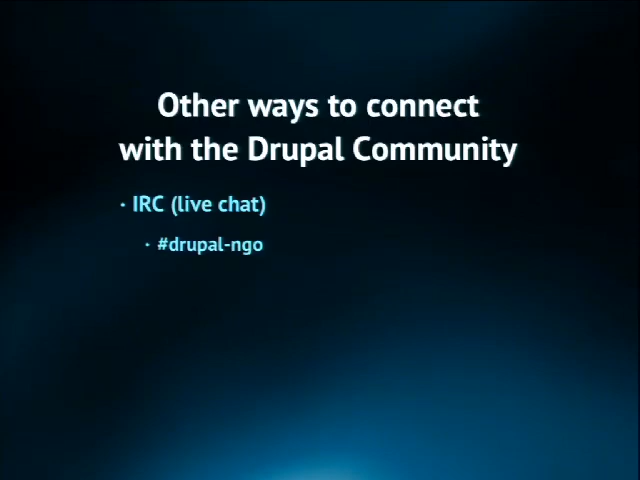 Other ways to connect
with the Drupal Community
· IRC (live chat)
· #drupal-ngo